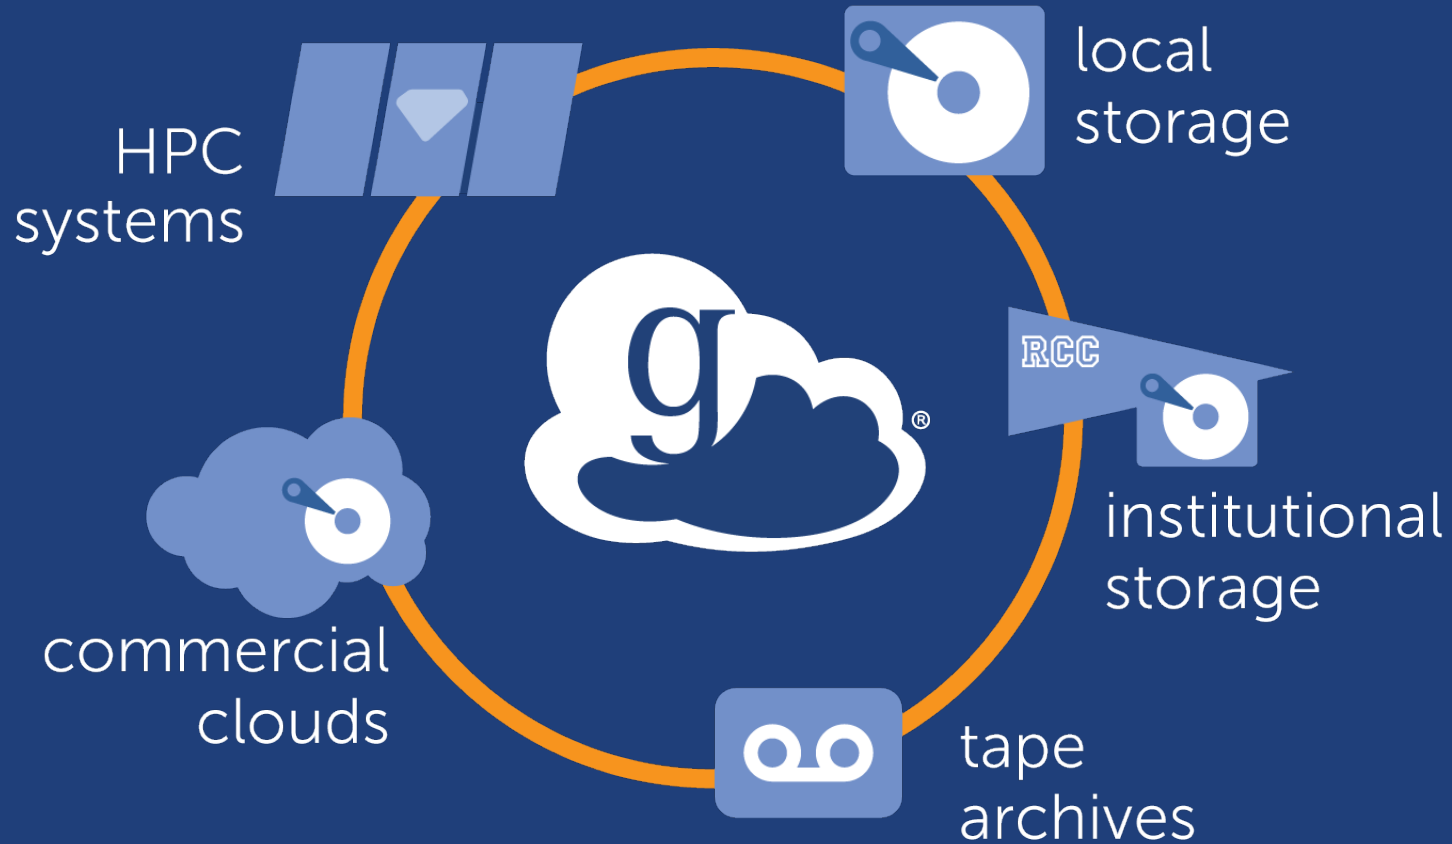 local
storage
HPC
systems
g
®
RCC
institutional
storage
commercial
clouds
tape
archives